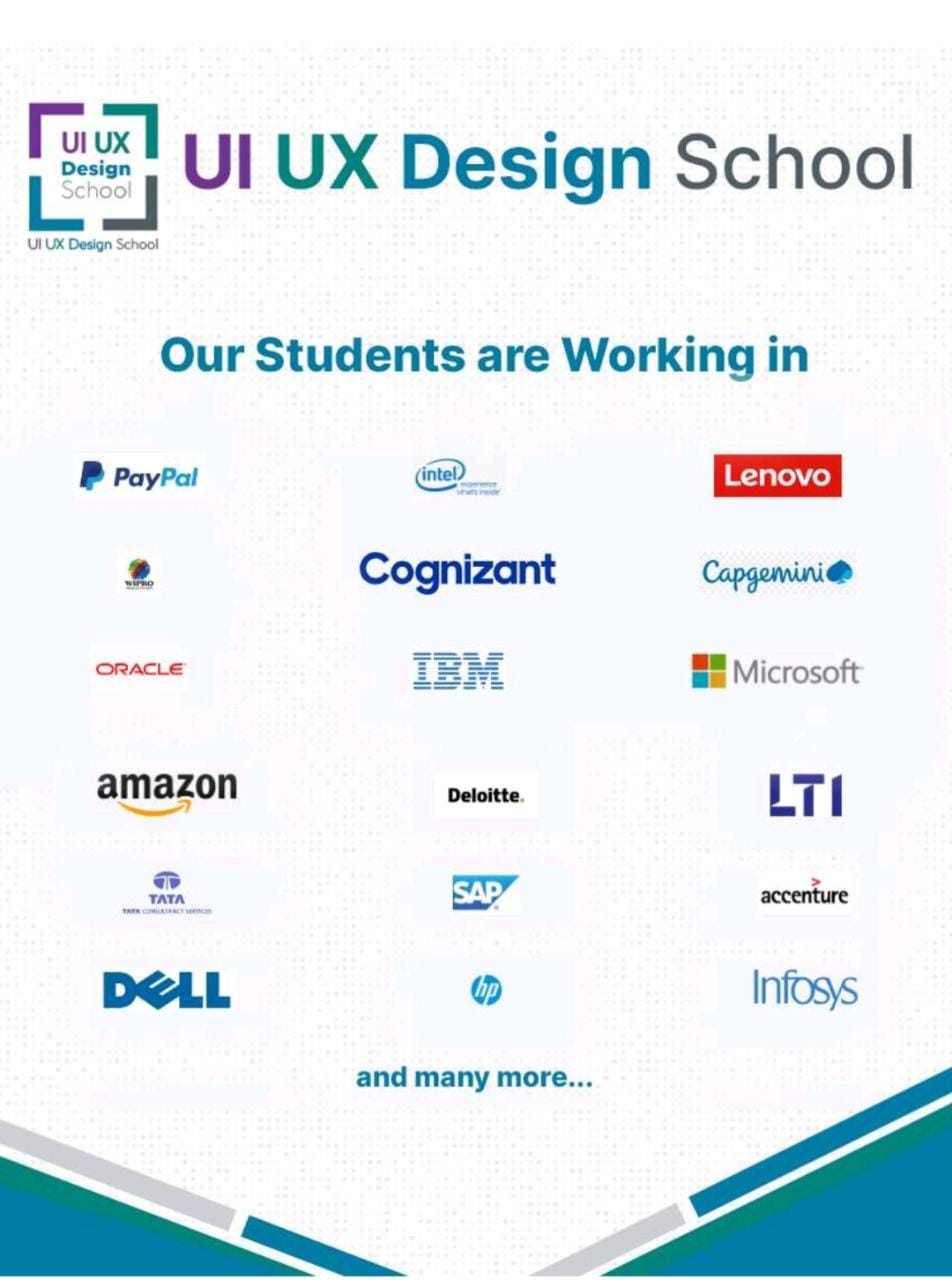 UI UX
Design
School
UI UX Design School
UI UX Design School
Our Students are Working in
PayPal
intel
experience
what's inside
Lenovo
WIPRO
Cognizant
Capgemini
ORACLE
IBM
Microsoft
amazon
Deloitte.
LTI
TATA
TATA CONSULTANCY SERVICES
SAP
accenture
DELL
hp
Infosys
and many more...